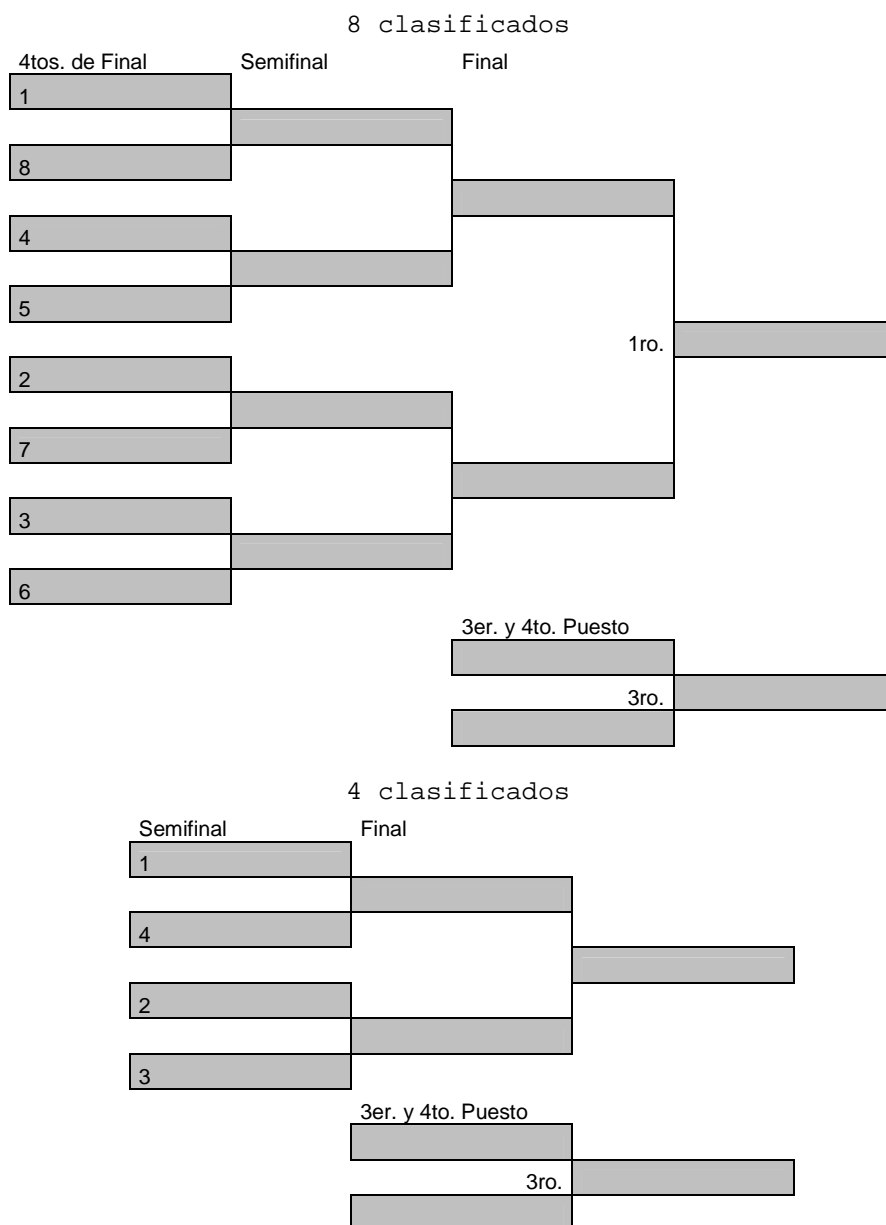 8 clasificados
4tos. de Final Semifinal Final
1
8
4
5
1ro.
2
7
3
6
3er. y 4to. Puesto
3ro.
4 clasificados
Semifinal Final
1
4
2
3
3er. y 4to. Puesto
3ro.